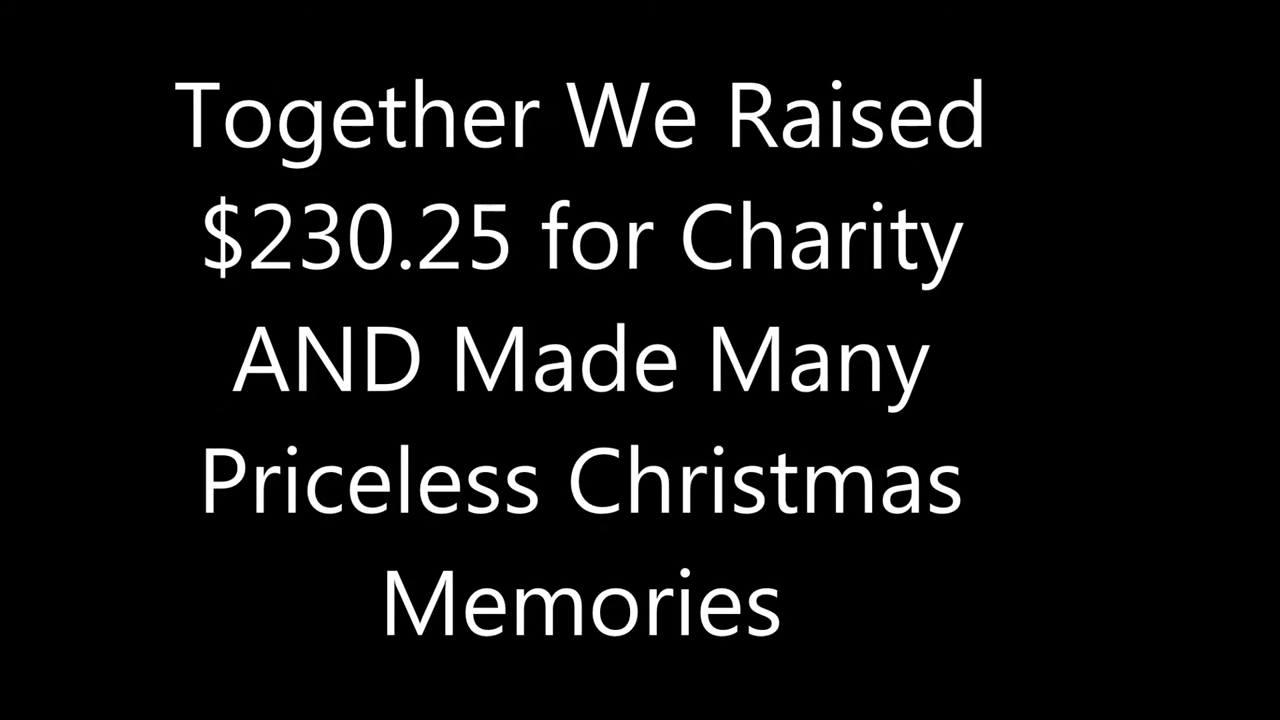 Together We Raised
$230.25 for Charity
AND Made Many
Priceless Christmas
Memories